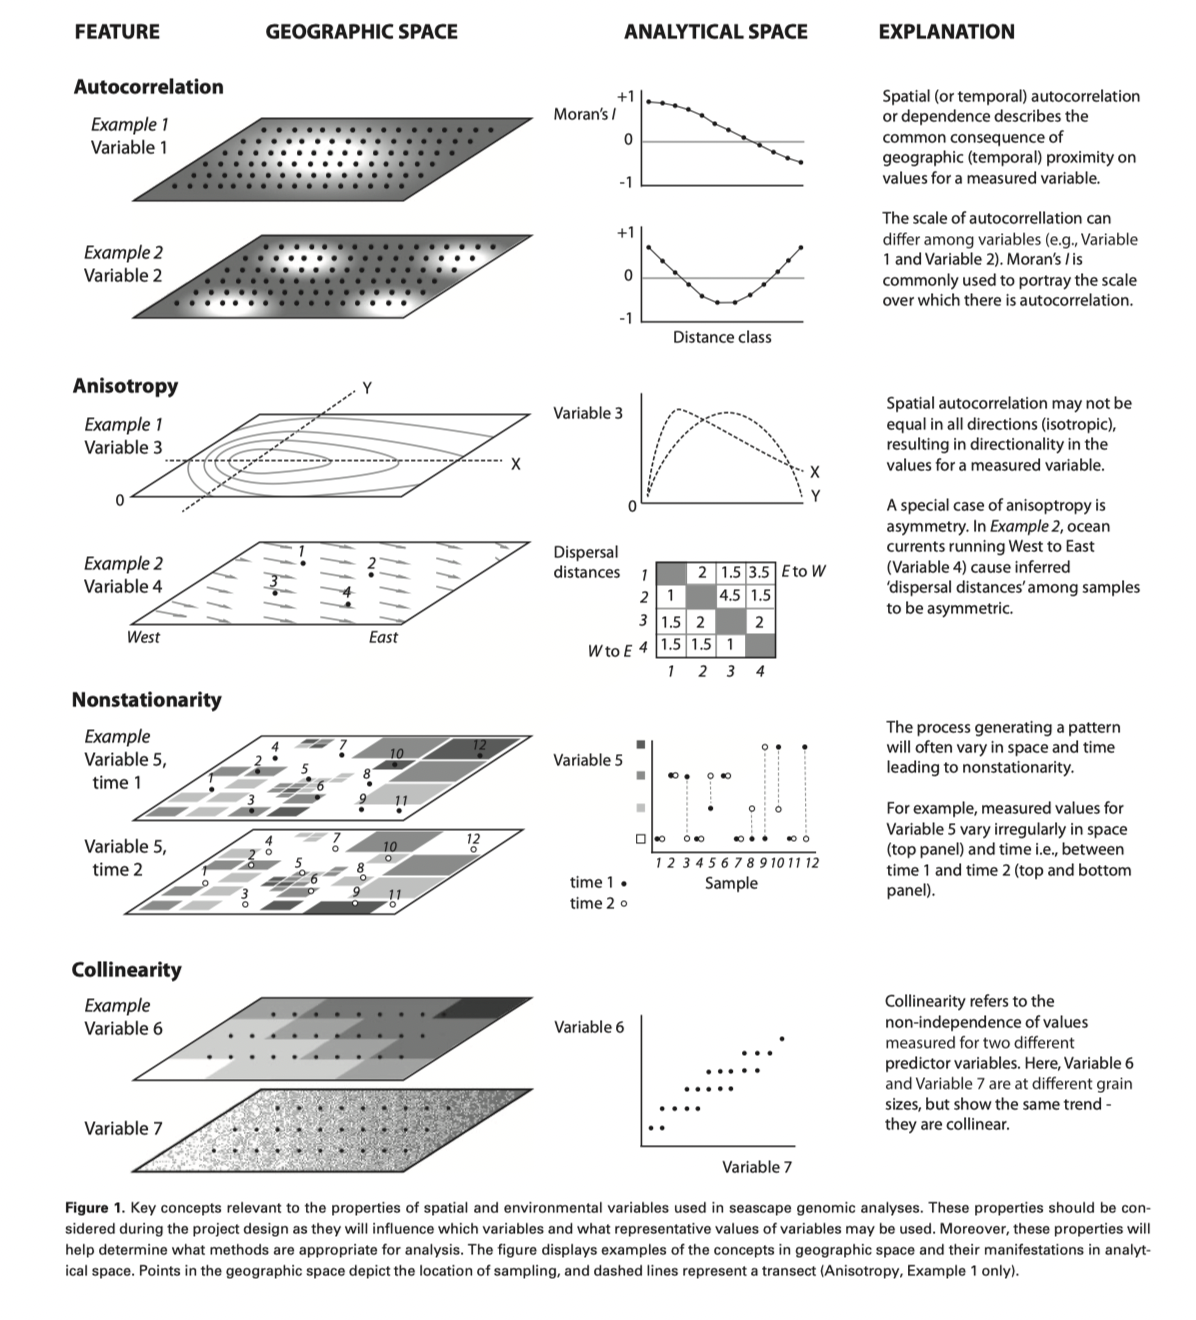 FEATURE GEOGRAPHIC SPACE ANALYTICAL SPACE EXPLANATION
Autocorrelation
Example 1
Variable 1
Moran's I
+1
0
-1
Spatial (or temporal) autocorrelation
or dependence describes the
common consequence of
geographic (temporal) proximity on
values for a measured variable.
Example 2
Variable 2
+1
0
-1
Distance class
The scale of autocorrellation can
differ among variables (e.g., Variable
1 and Variable 2). Moran's I is
commonly used to portray the scale
over which there is autocorrelation.
Anisotropy
Example 1
Variable 3
Y
X
0
Variable 3
X
Y
0
Spatial autocorrelation may not be
equal in all directions (isotropic),
resulting in directionality in the
values for a measured variable.
Example 2
Variable 4
1
2
3
4
West East
Dispersal
distances
1 2 1.5 3.5 E to W
2 1 4.5 1.5
3 1.5 2 2
W to E 4 1.5 1.5 1
1 2 3 4
A special case of anisoptropy is
asymmetry. In Example 2, ocean
currents running West to East
(Variable 4) cause inferred
'dispersal distances' among samples
to be asymmetric.
Nonstationarity
Example
Variable 5,
time 1
1
2
3
4
5
6
7
8
9
10
11
12
Variable 5,
time 2
1
2
3
4
5
6
7
8
9
10
11
12
Variable 5
1 2 3 4 5 6 7 8 9 10 11 12
time 1
time 2
Sample
The process generating a pattern
will often vary in space and time
leading to nonstationarity.
For example, measured values for
Variable 5 vary irregularly in space
(top panel) and time i.e., between
time 1 and time 2 (top and bottom
panel).
Collinearity
Example
Variable 6
Variable 7
Variable 6
Variable 7
Collinearity refers to the
non-independence of values
measured for two different
predictor variables. Here, Variable 6
and Variable 7 are at different grain
sizes, but show the same trend -
they are collinear.
Figure 1. Key concepts relevant to the properties of spatial and environmental variables used in seascape genomic analyses. These properties should be con-
sidered during the project design as they will influence which variables and what representative values of variables may be used. Moreover, these properties will
help determine what methods are appropriate for analysis. The figure displays examples of the concepts in geographic space and their manifestations in analyt-
ical space. Points in the geographic space depict the location of sampling, and dashed lines represent a transect (Anisotropy, Example 1 only).